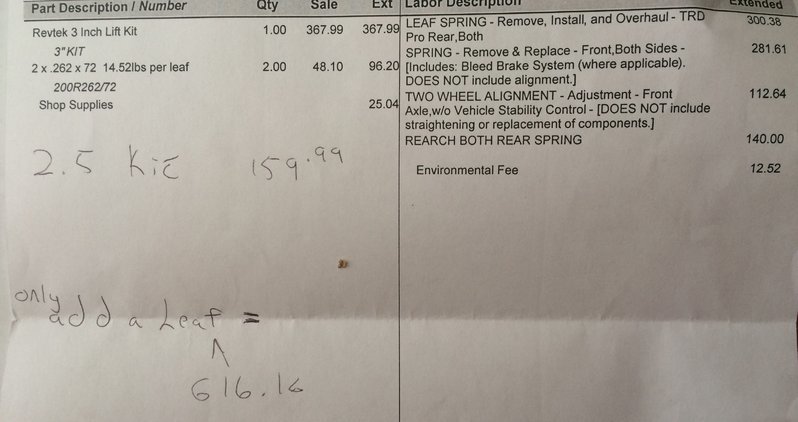 Part Description / Number Qty Sale Ext
Revtek 3 Inch Lift Kit 1.00 367.99 367.99
3"KIT
2 x .262 x 72 14.52lbs per leaf 2.00 48.10 96.20
200R262/72
Shop Supplies 25.04
2.5 Kit 159.99
only
add a Leaf =
616.16
Labor Description Extended
LEAF SPRING - Remove, Install, and Overhaul - TRD 300.38
Pro Rear,Both
SPRING - Remove & Replace - Front,Both Sides - 281.61
[Includes: Bleed Brake System (where applicable).
DOES NOT include alignment.]
TWO WHEEL ALIGNMENT - Adjustment - Front 112.64
Axle,w/o Vehicle Stability Control - [DOES NOT include
straightening or replacement of components.]
REARCH BOTH REAR SPRING 140.00
Environmental Fee 12.52